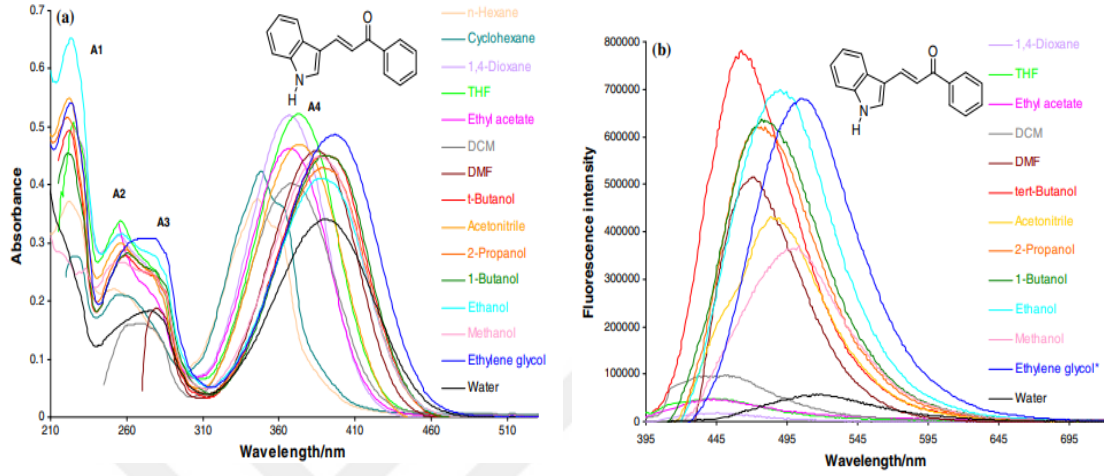 (a)
0.7
0.6
0.5
0.4
0.3
0.2
0.1
0
Absorbance
A1
A2
A3
A4
O
N
H
210
260
310
360
410
460
510
Wavelength/nm
n-Hexane
Cyclohexane
1,4-Dioxane
THF
Ethyl acetate
DCM
DMF
t-Butanol
Acetonitrile
2-Propanol
1-Butanol
Ethanol
Methanol
Ethylene glycol
Water
(b)
800000
700000
600000
500000
400000
300000
200000
100000
0
Fluorescence intensity
O
N
H
395
445
495
545
595
645
695
Wavelength/nm
1,4-Dioxane
THF
Ethyl acetate
DCM
DMF
tert-Butanol
Acetonitrile
2-Propanol
1-Butanol
Ethanol
Methanol
Ethylene glycol*
Water